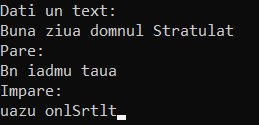 Dati un text:
Buna ziua domnul Stratulat
Pare:
Bn iadmu taua
Impare:
uazu onlSrtlt